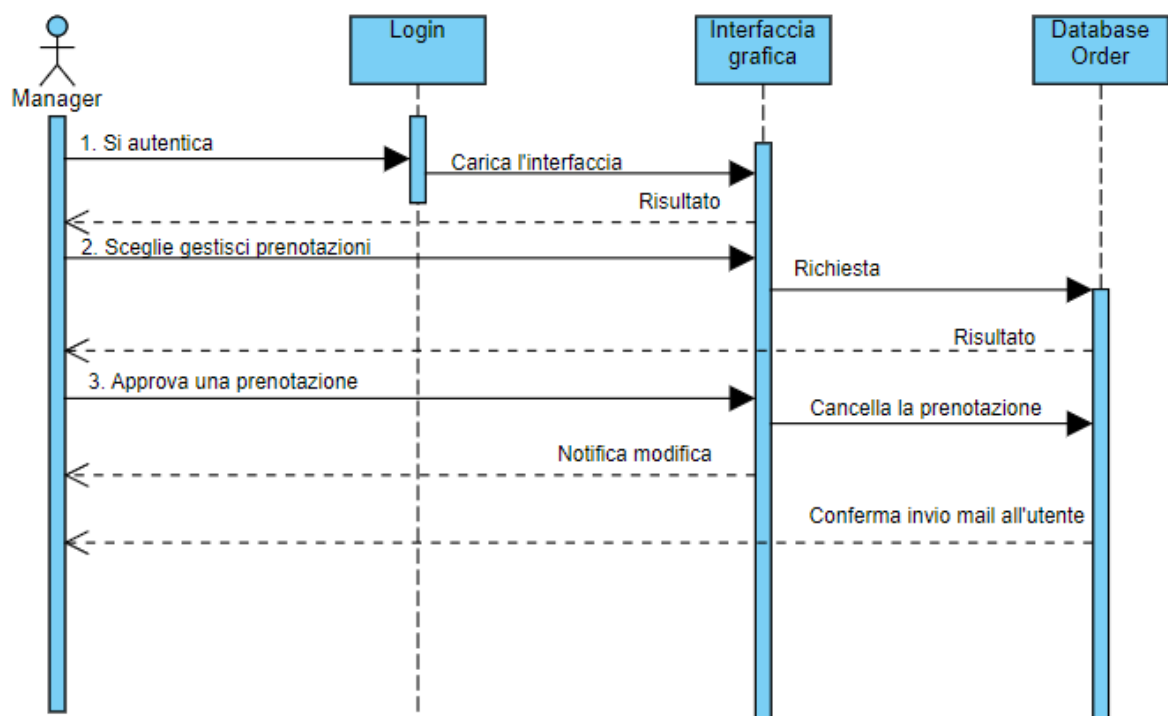 Manager
Login
Interfaccia
grafica
Database
Order
1. Si autentica
Carica l'interfaccia
Risultato
2. Sceglie gestisci prenotazioni
Richiesta
Risultato
3. Approva una prenotazione
Cancella la prenotazione
Notifica modifica
Conferma invio mail all'utente